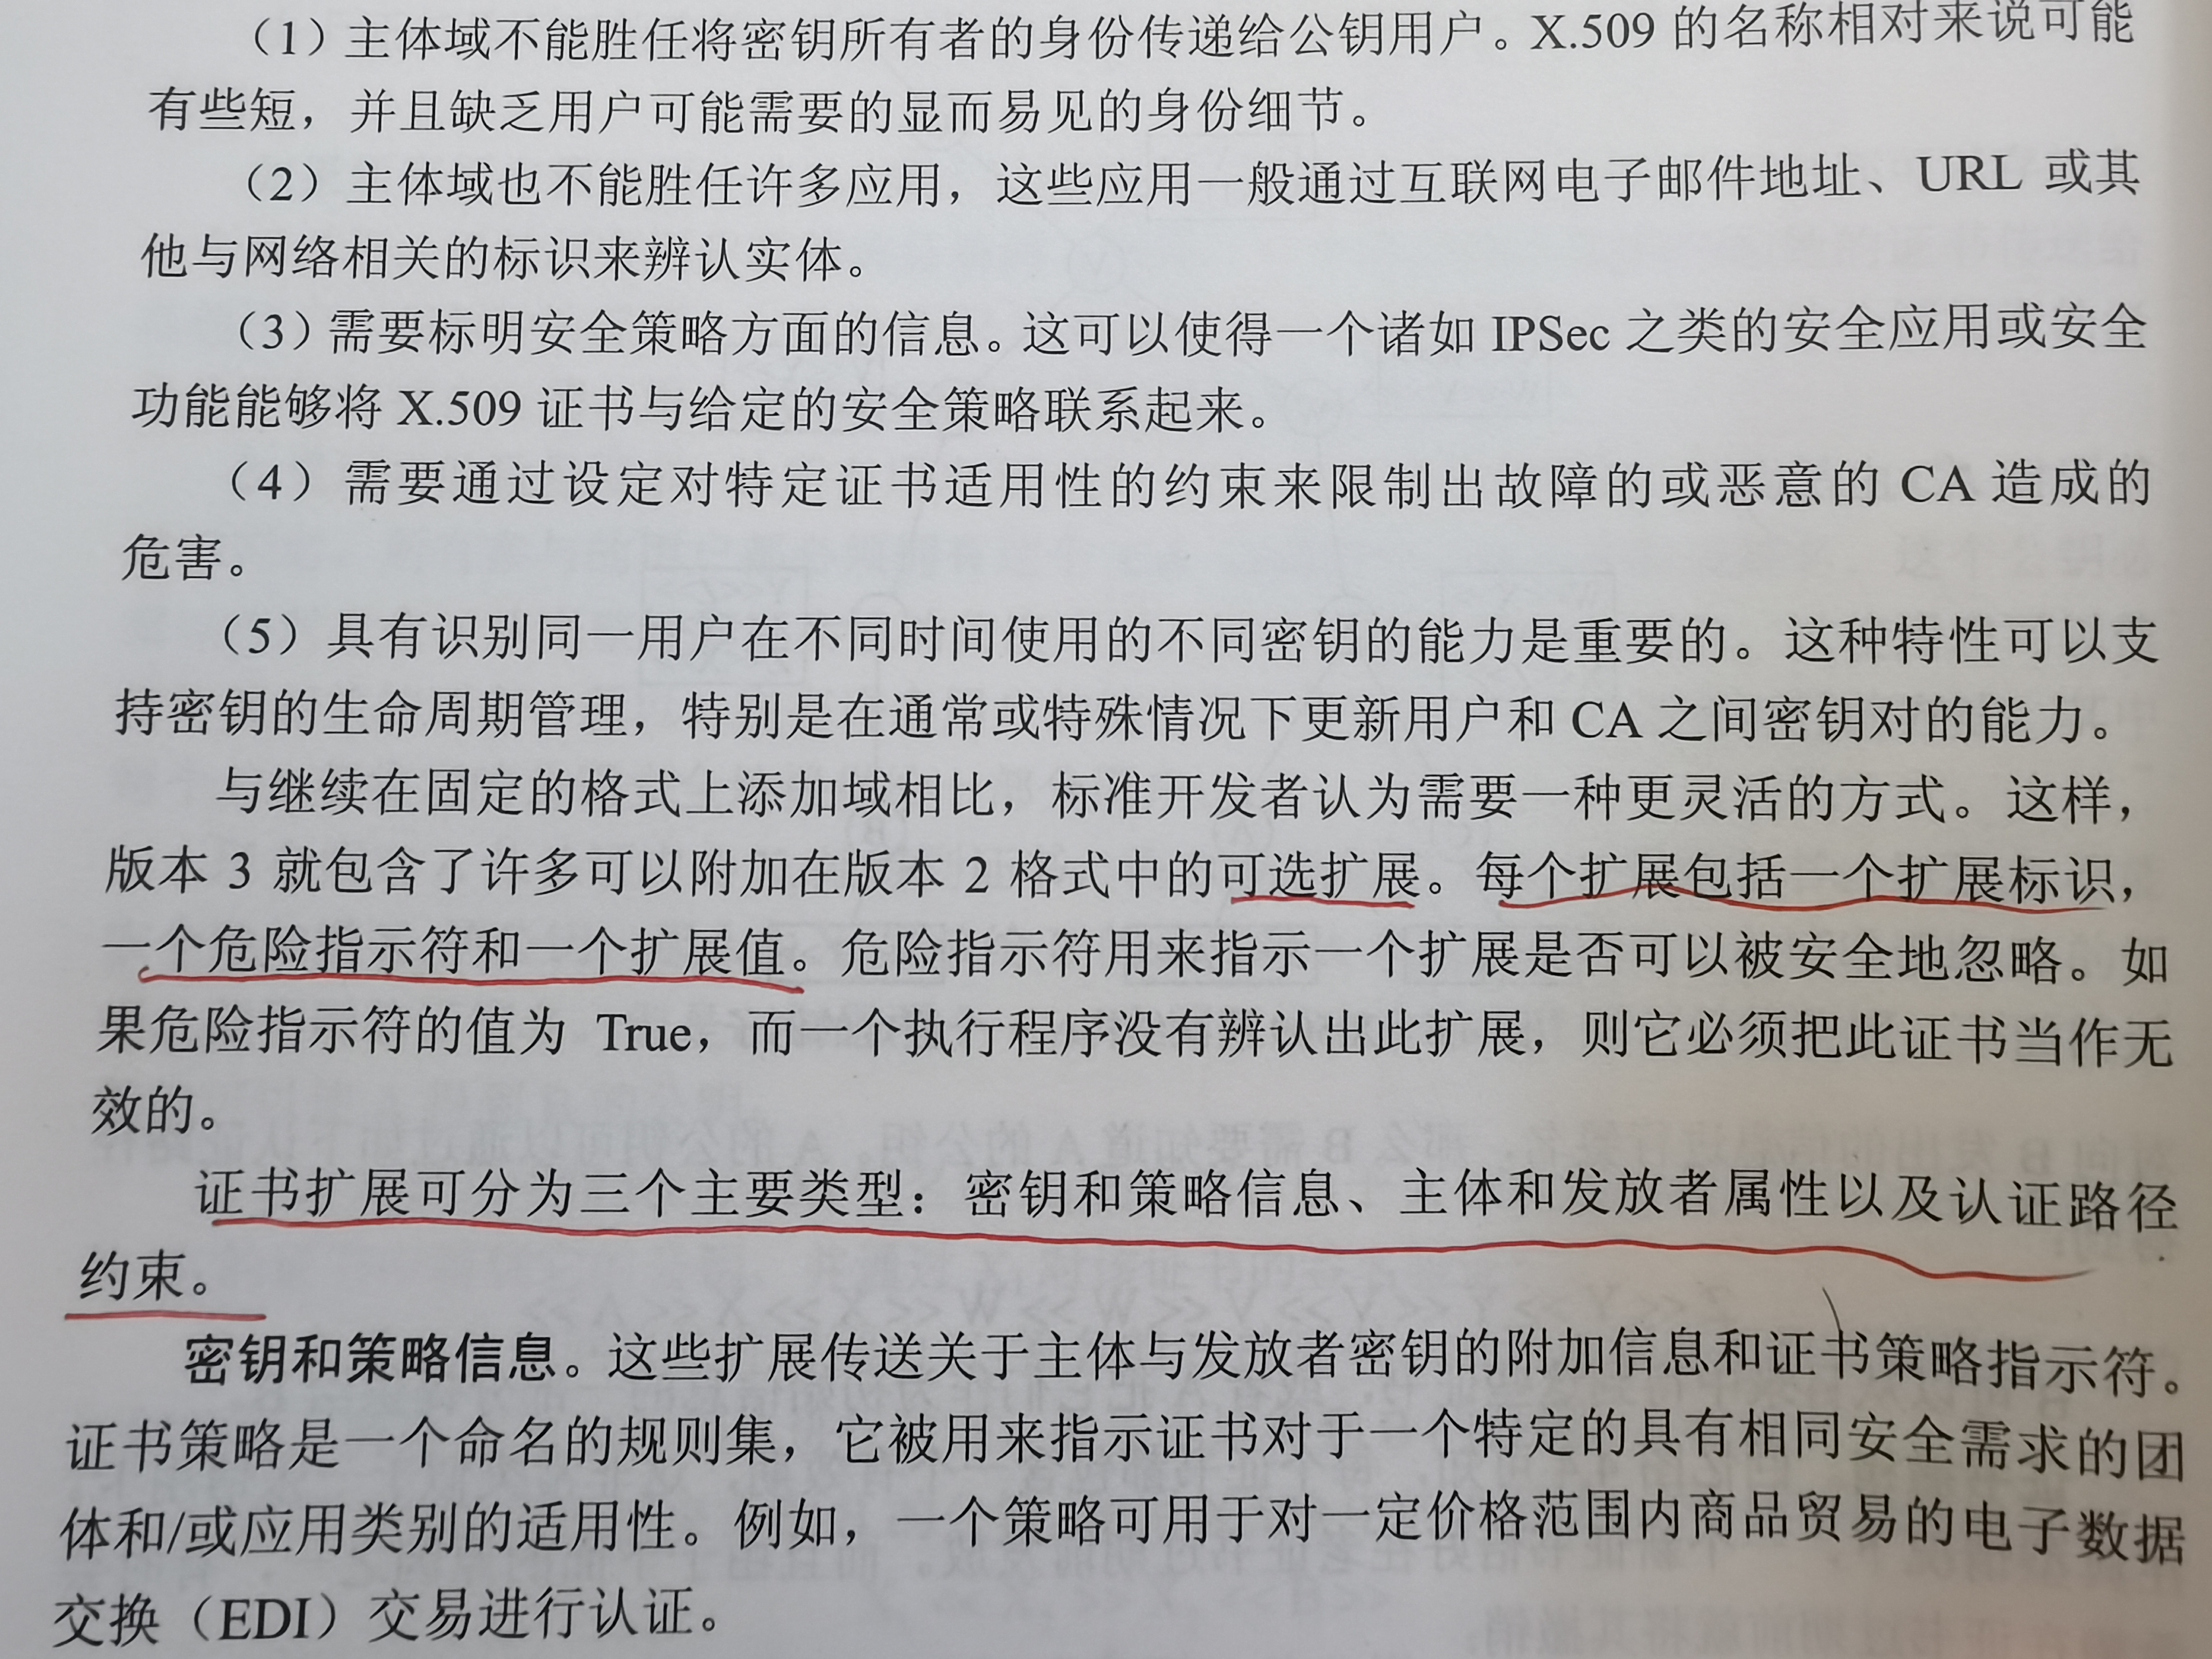 （1）主体域不能胜任将密钥所有者的身份传递给公钥用户。X.509 的名称相对来说可能
有些短，并且缺乏用户可能需要的显而易见的身份细节。
（2）主体域也不能胜任许多应用，这些应用一般通过互联网电子邮件地址、URL 或其
他与网络相关的标识来辨认实体。
（3）需要标明安全策略方面的信息。这可以使得一个诸如 IPSec 之类的安全应用或安全
功能能够将 X.509 证书与给定的安全策略联系起来。
（4）需要通过设定对特定证书适用性的约束来限制出故障的或恶意的 CA 造成的
危害。
（5）具有识别同一用户在不同时间使用的不同密钥的能力是重要的。这种特性可以支
持密钥的生命周期管理，特别是在通常或特殊情况下更新用户和 CA 之间密钥对的能力。
与继续在固定的格式上添加域相比，标准开发者认为需要一种更灵活的方式。这样，
版本 3 就包含了许多可以附加在版本 2 格式中的可选扩展。每个扩展包括一个扩展标识，
一个危险指示符和一个扩展值。危险指示符用来指示一个扩展是否可以被安全地忽略。如
果危险指示符的值为 True，而一个执行程序没有辨认出此扩展，则它必须把此证书当作无
效的。
证书扩展可分为三个主要类型：密钥和策略信息、主体和发放者属性以及认证路径
约束。
密钥和策略信息。这些扩展传送关于主体与发放者密钥的附加信息和证书策略指示符。
证书策略是一个命名的规则集，它被用来指示证书对于一个特定的具有相同安全需求的团
体和/或应用类别的适用性。例如，一个策略可用于对一定价格范围内商品贸易的电子数据
交换（EDI）交易进行认证。